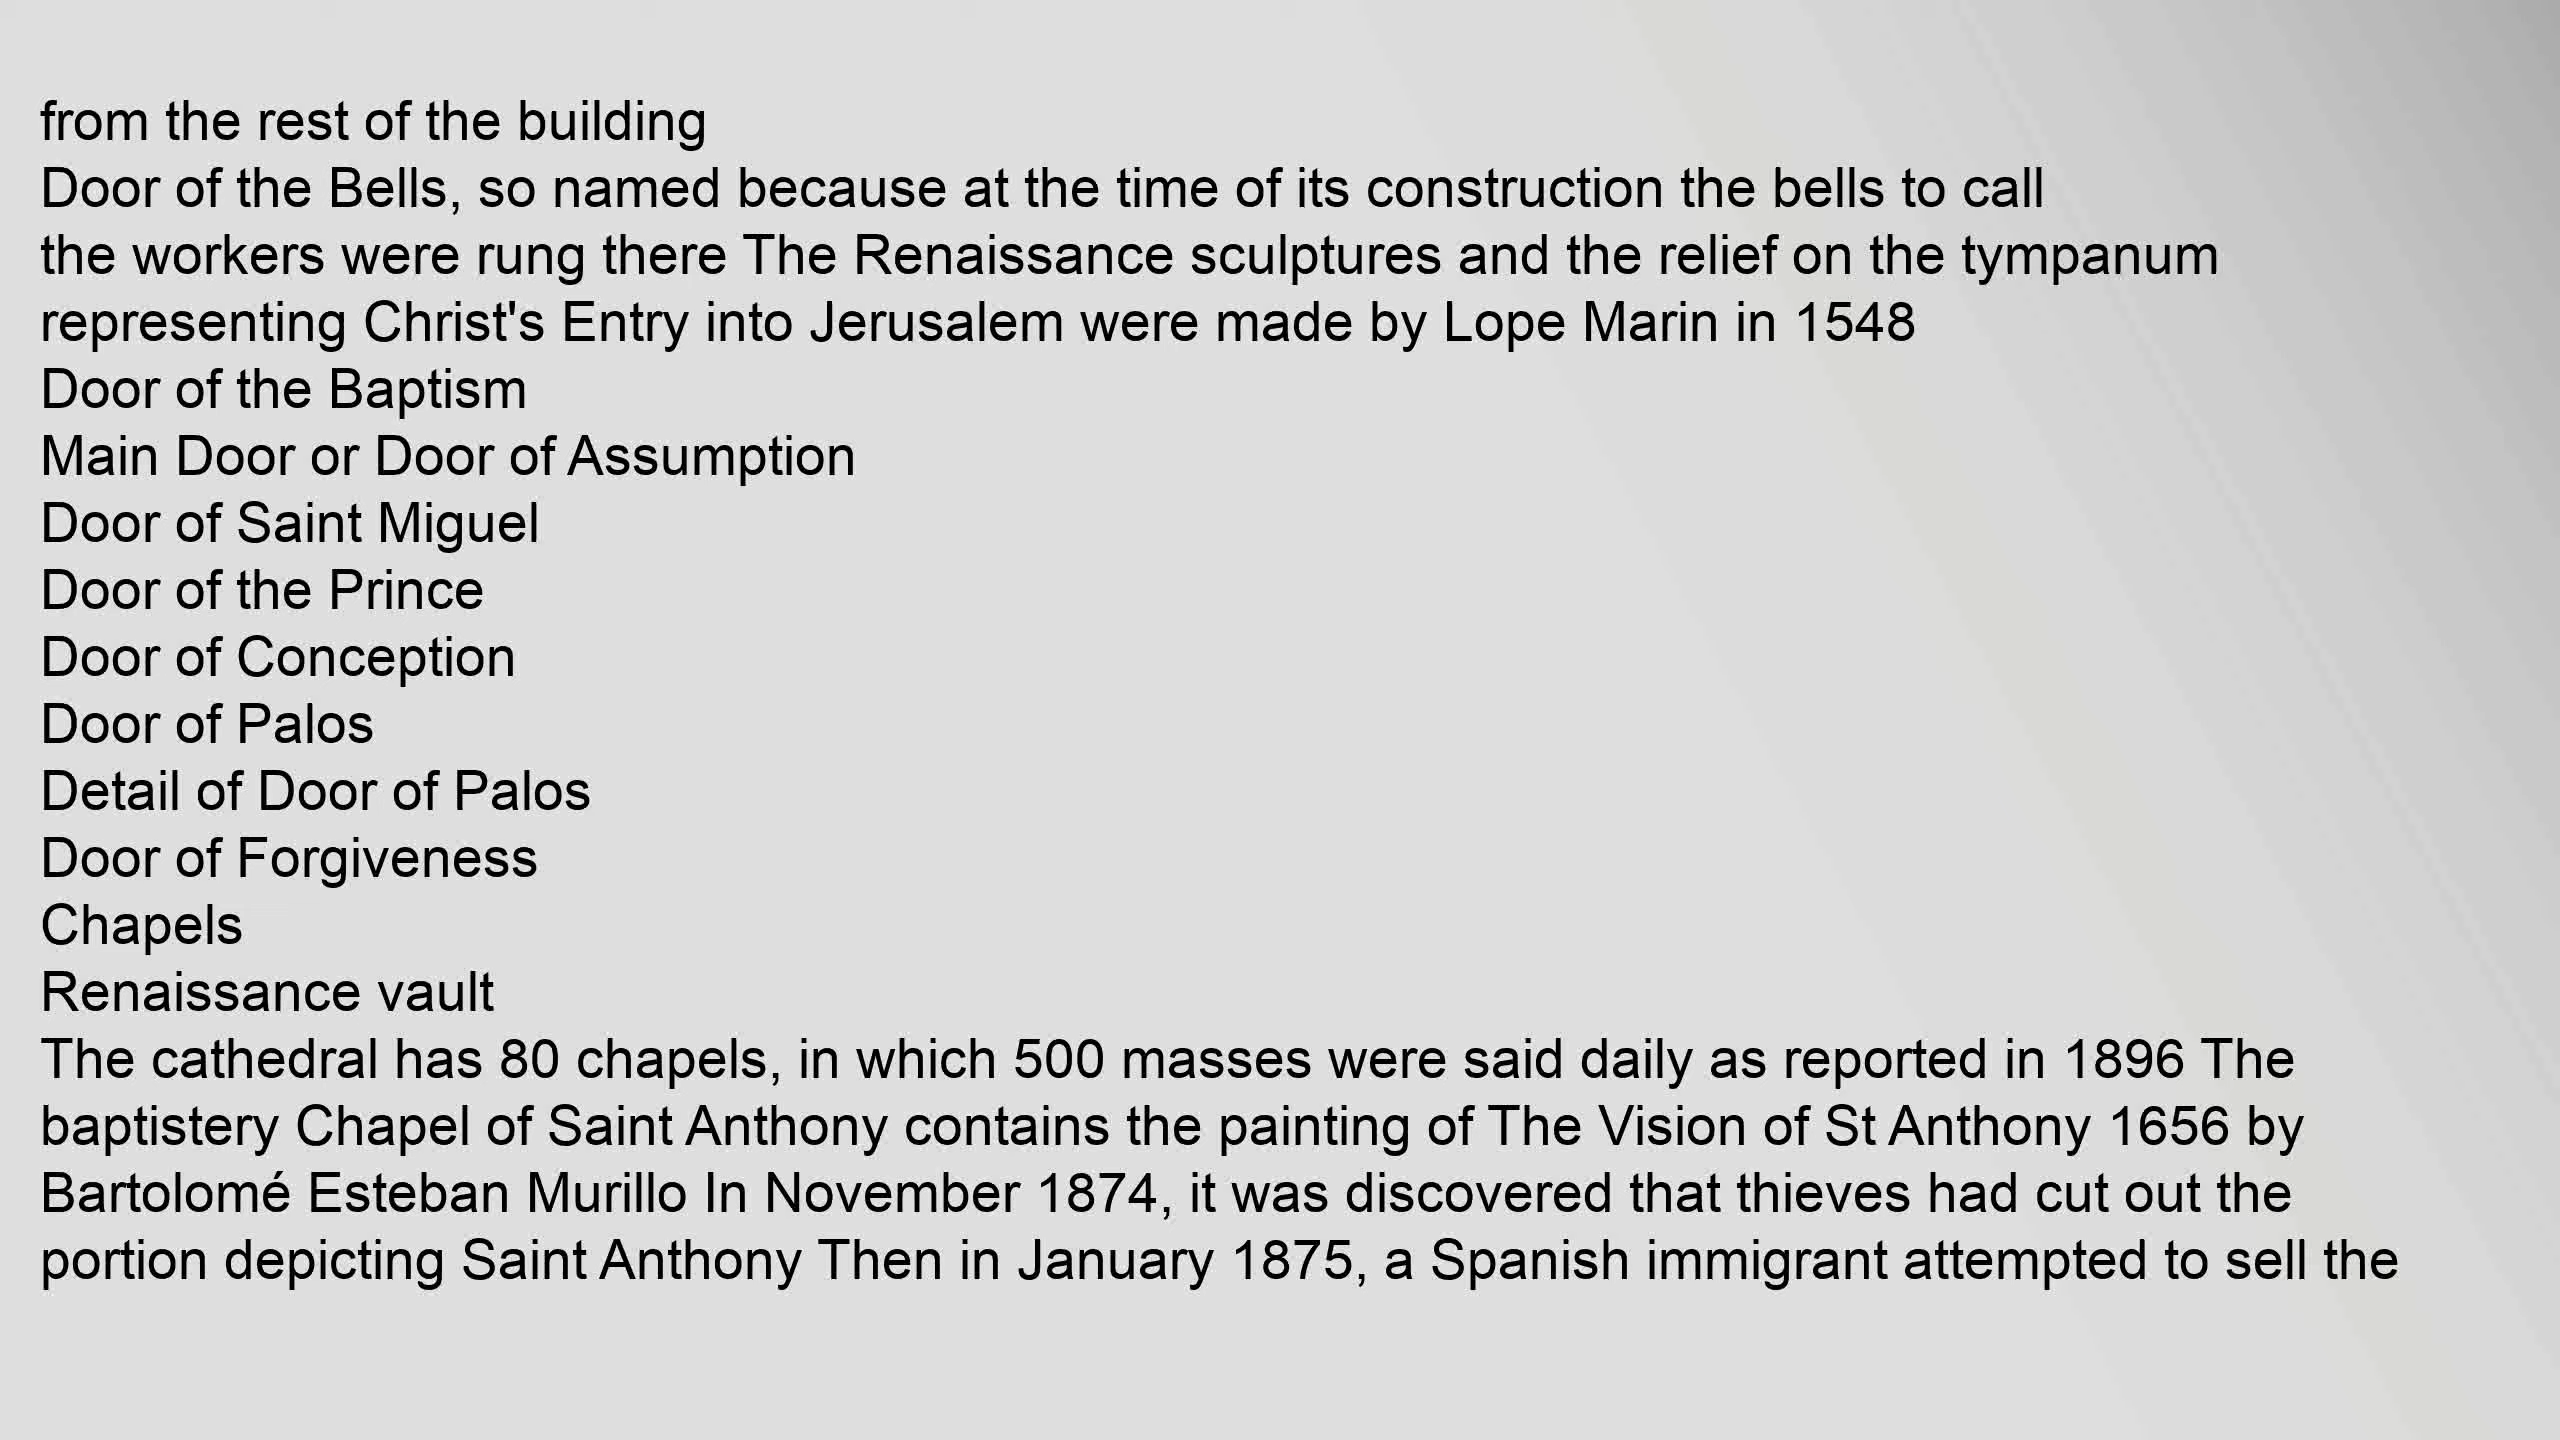 from the rest of the building
Door of the Bells, so named because at the time of its construction the bells to call
the workers were rung there The Renaissance sculptures and the relief on the tympanum
representing Christ's Entry into Jerusalem were made by Lope Marin in 1548
Door of the Baptism
Main Door or Door of Assumption
Door of Saint Miguel
Door of the Prince
Door of Conception
Door of Palos
Detail of Door of Palos
Door of Forgiveness
Chapels
Renaissance vault
The cathedral has 80 chapels, in which 500 masses were said daily as reported in 1896 The
baptistery Chapel of Saint Anthony contains the painting of The Vision of St Anthony 1656 by
Bartolomé Esteban Murillo In November 1874, it was discovered that thieves had cut out the
portion depicting Saint Anthony Then in January 1875, a Spanish immigrant attempted to sell the